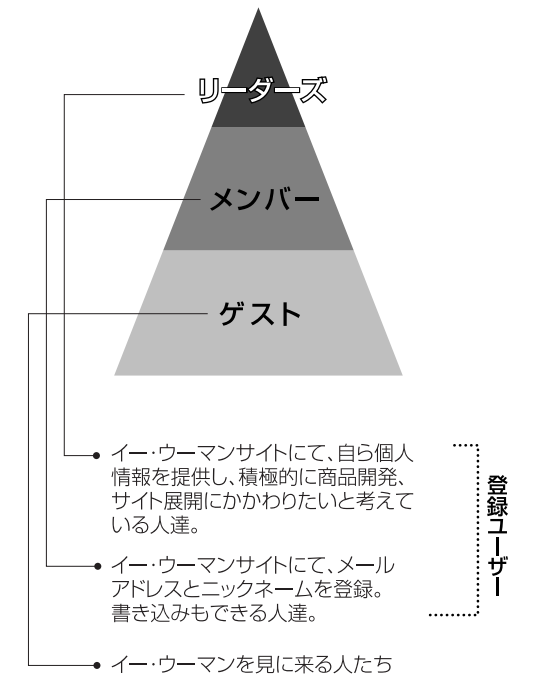 リーダーズ
メンバー
ゲスト
イー・ウーマンサイトにて、自ら個人
情報を提供し、積極的に商品開発、
サイト展開にかかわりたいと考えて
いる人達。
イー・ウーマンサイトにて、メール
アドレスとニックネームを登録。
書き込みもできる人達。
登録ユーザー
イー・ウーマンを見に来る人たち